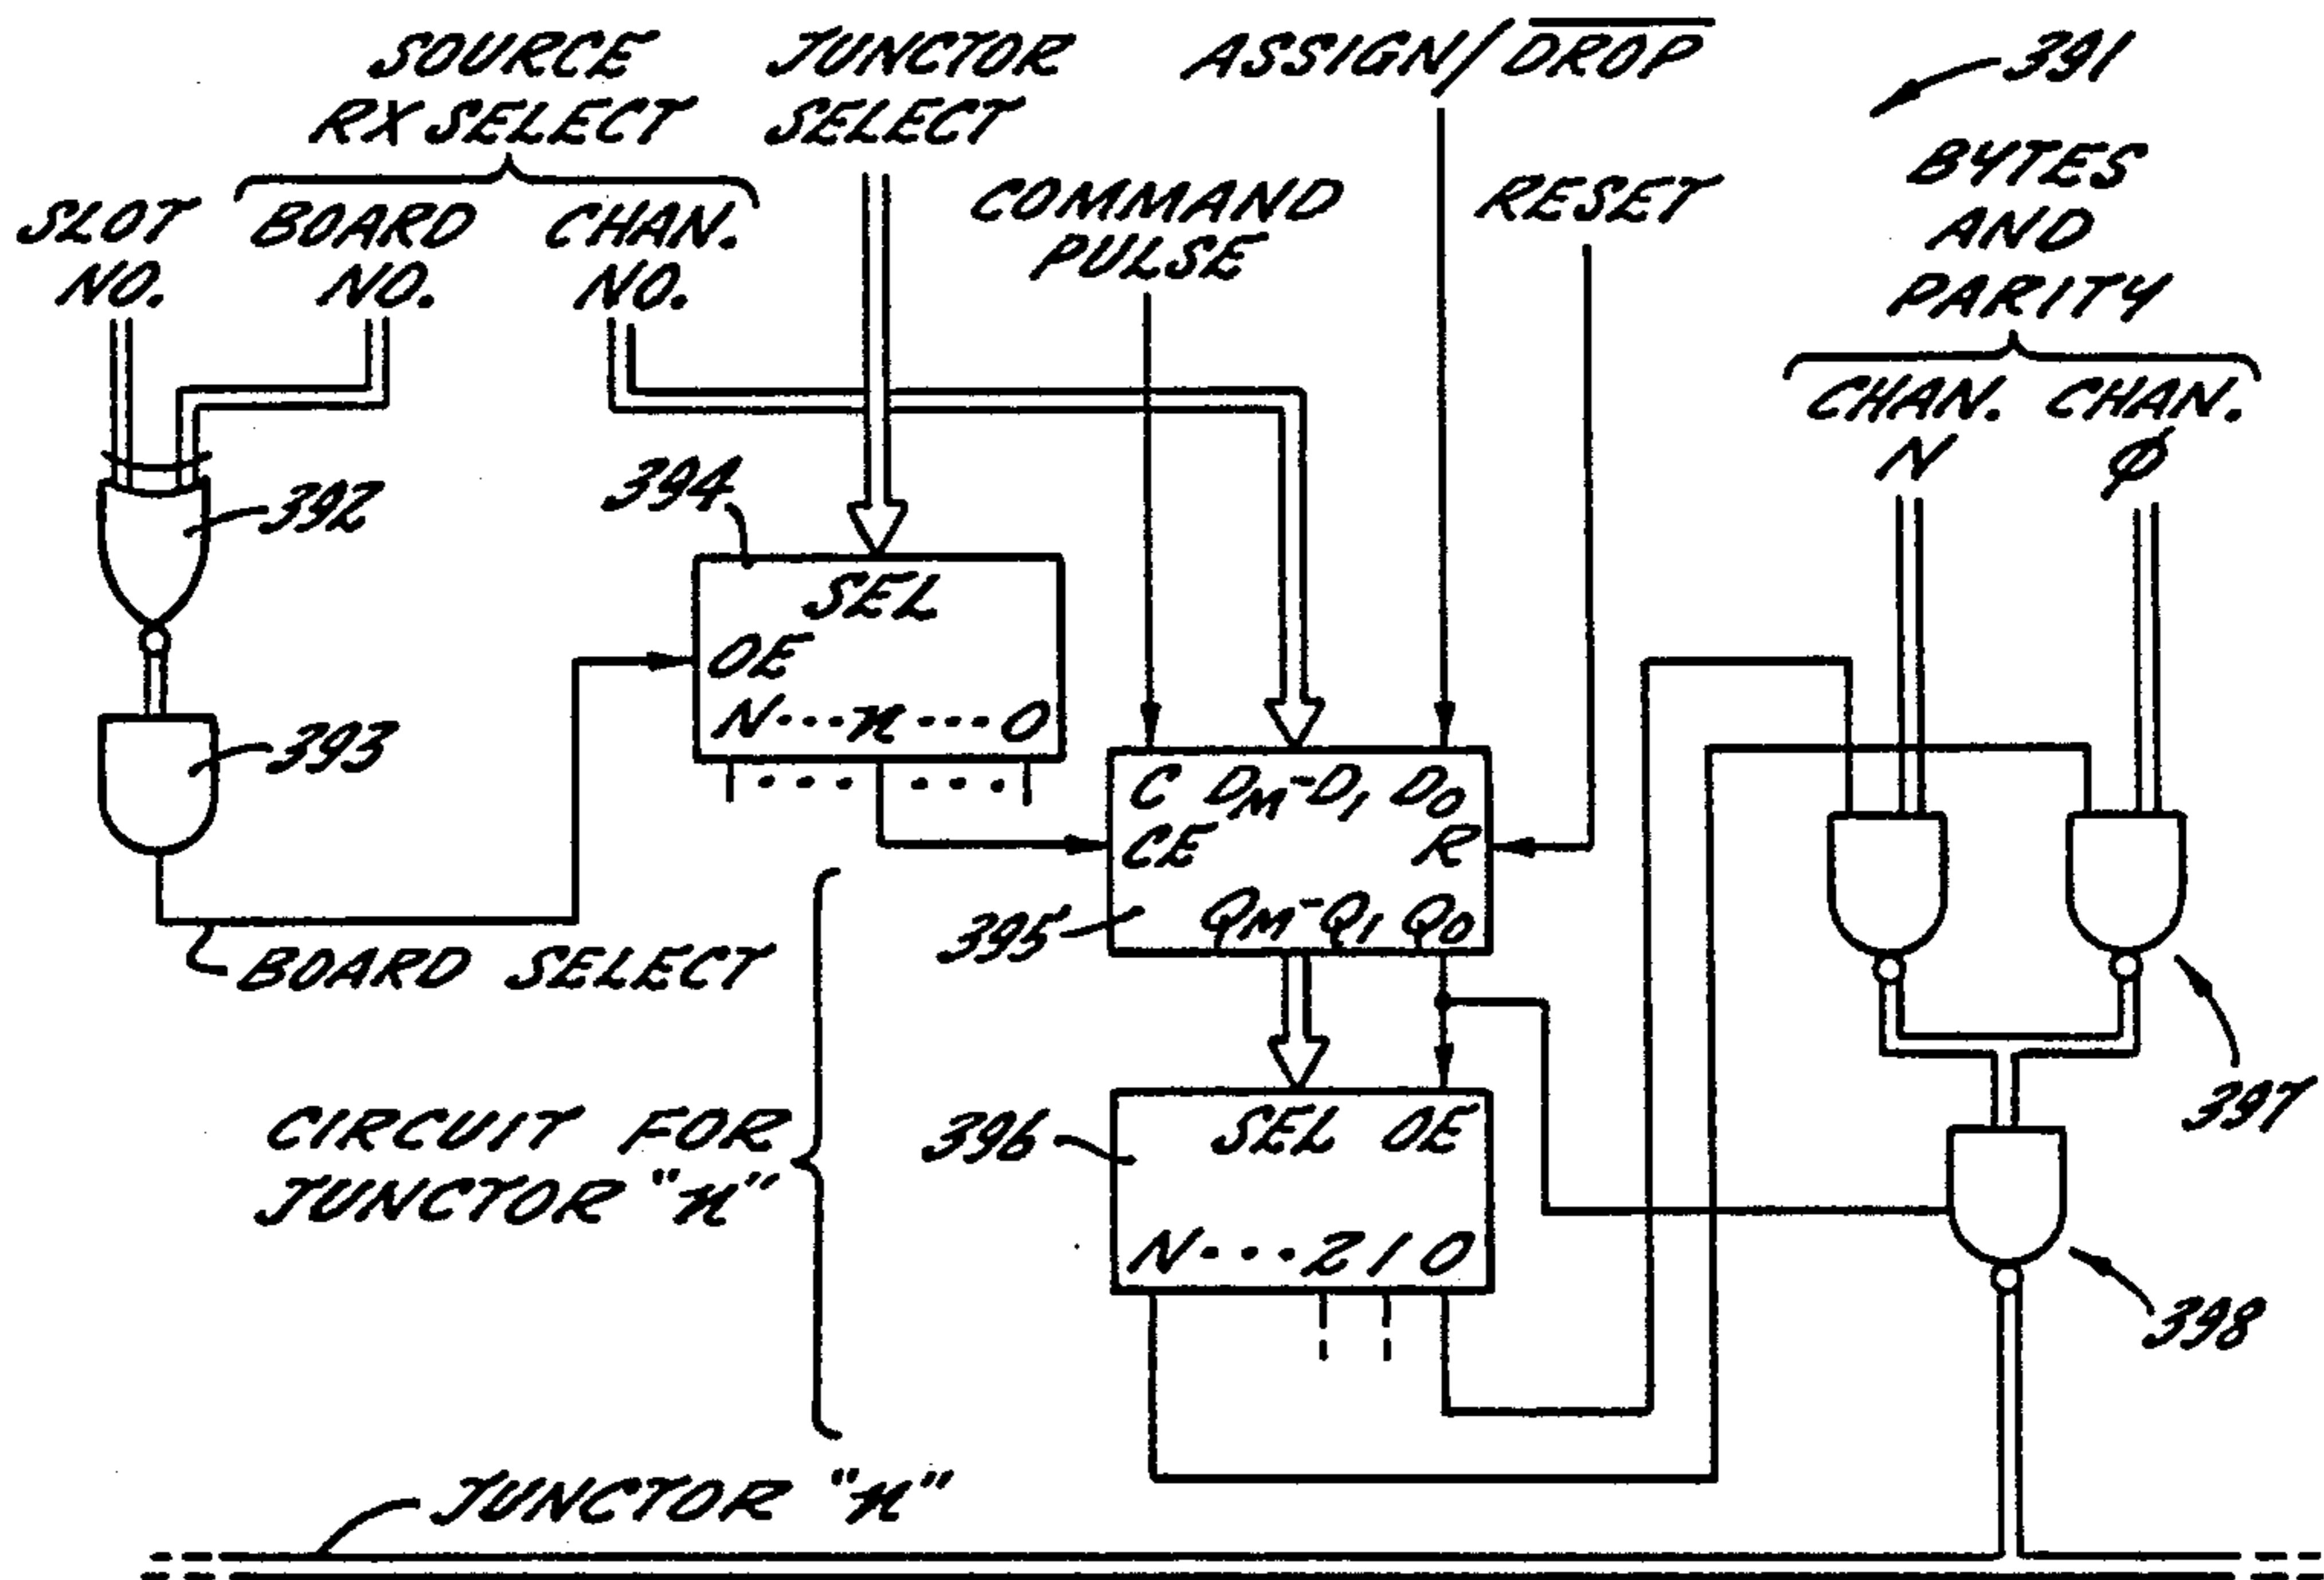 SOURCE
RX SELECT
JUNCTOR
SELECT
ASSIGN/D̅R̅O̅P̅
391
SLOT
NO.
BOARD
NO.
CHAN.
NO.
COMMAND
PULSE
RESET
BYTES
AND
PARITY
CHAN.
N
CHAN.
ϕ
392
394
393
SEL
OE
N···n···0
C DM-D1 D0
CE R
QM-Q1 Q0
395
BOARD SELECT
CIRCUIT FOR
JUNCTOR "n"
396
SEL OE
N···2 1 0
397
398
JUNCTOR "n"